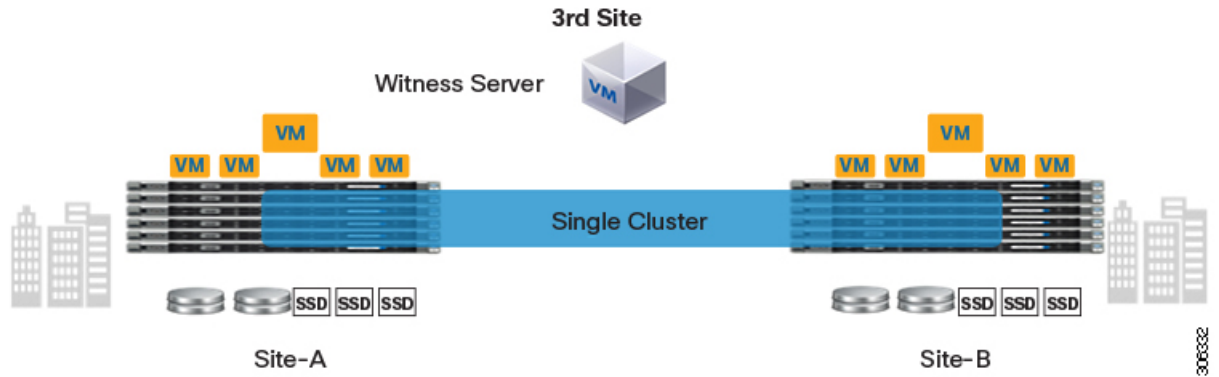 3rd Site
Witness Server
VM
VM
VM
VM VM VM VM
VM VM VM VM
Single Cluster
SSD SSD SSD
SSD SSD SSD
Site-A
Site-B
306332